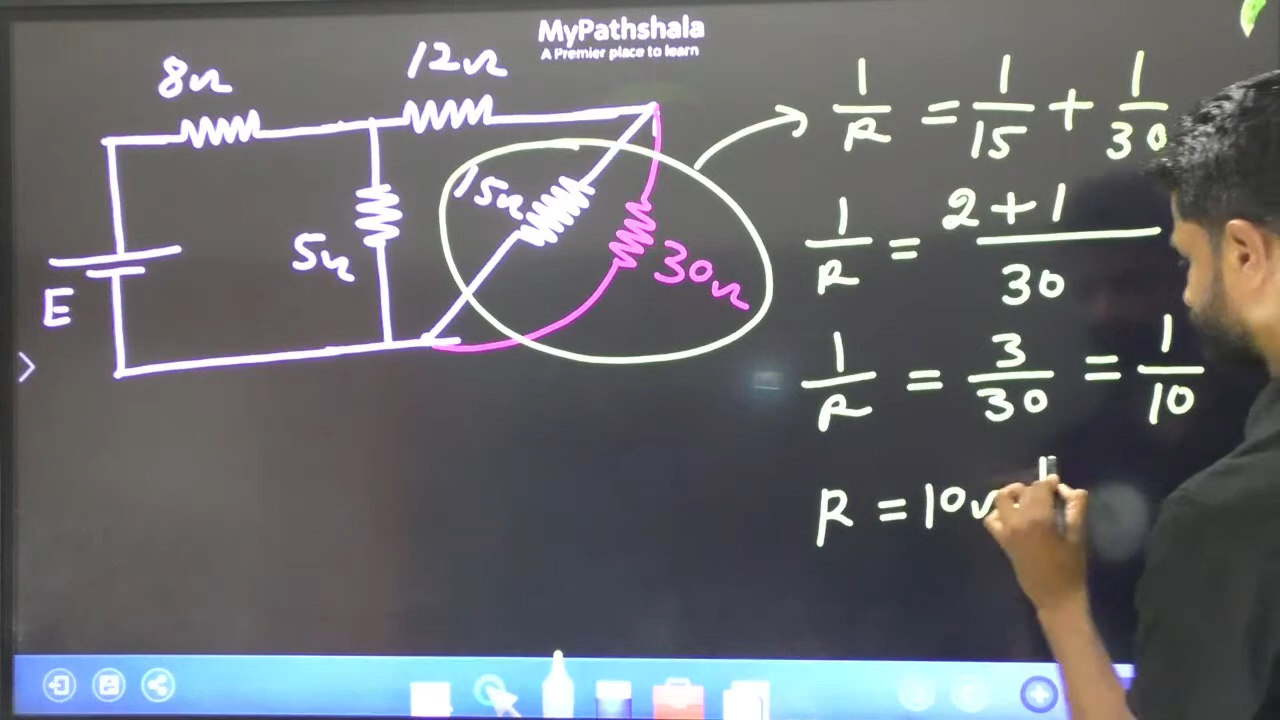 MyPathshala
A Premier place to learn
8Ω
12Ω
15Ω
5Ω
30Ω
E
1/R = 1/15 + 1/30
1/R = 2+1/30
1/R = 3/30 = 1/10
R = 10Ω